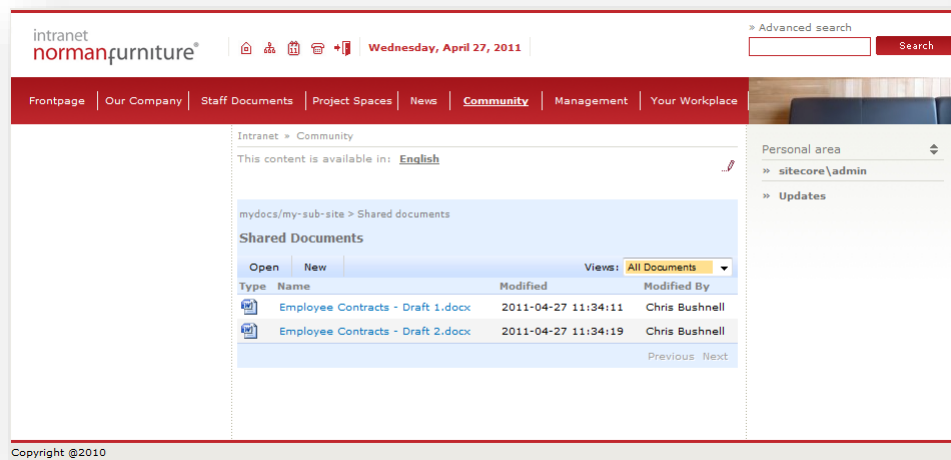 intranet
normanfurniture®
11
Wednesday, April 27, 2011
» Advanced search
Search
Frontpage Our Company Staff Documents Project Spaces News Community Management Your Workplace
Intranet » Community
This content is available in: English
Personal area
» sitecore\admin
» Updates
mydocs/my-sub-site > Shared documents
Shared Documents
Open New Views: All Documents
Type Name Modified Modified By
Employee Contracts - Draft 1.docx 2011-04-27 11:34:11 Chris Bushnell
Employee Contracts - Draft 2.docx 2011-04-27 11:34:19 Chris Bushnell
Previous Next
Copyright @2010